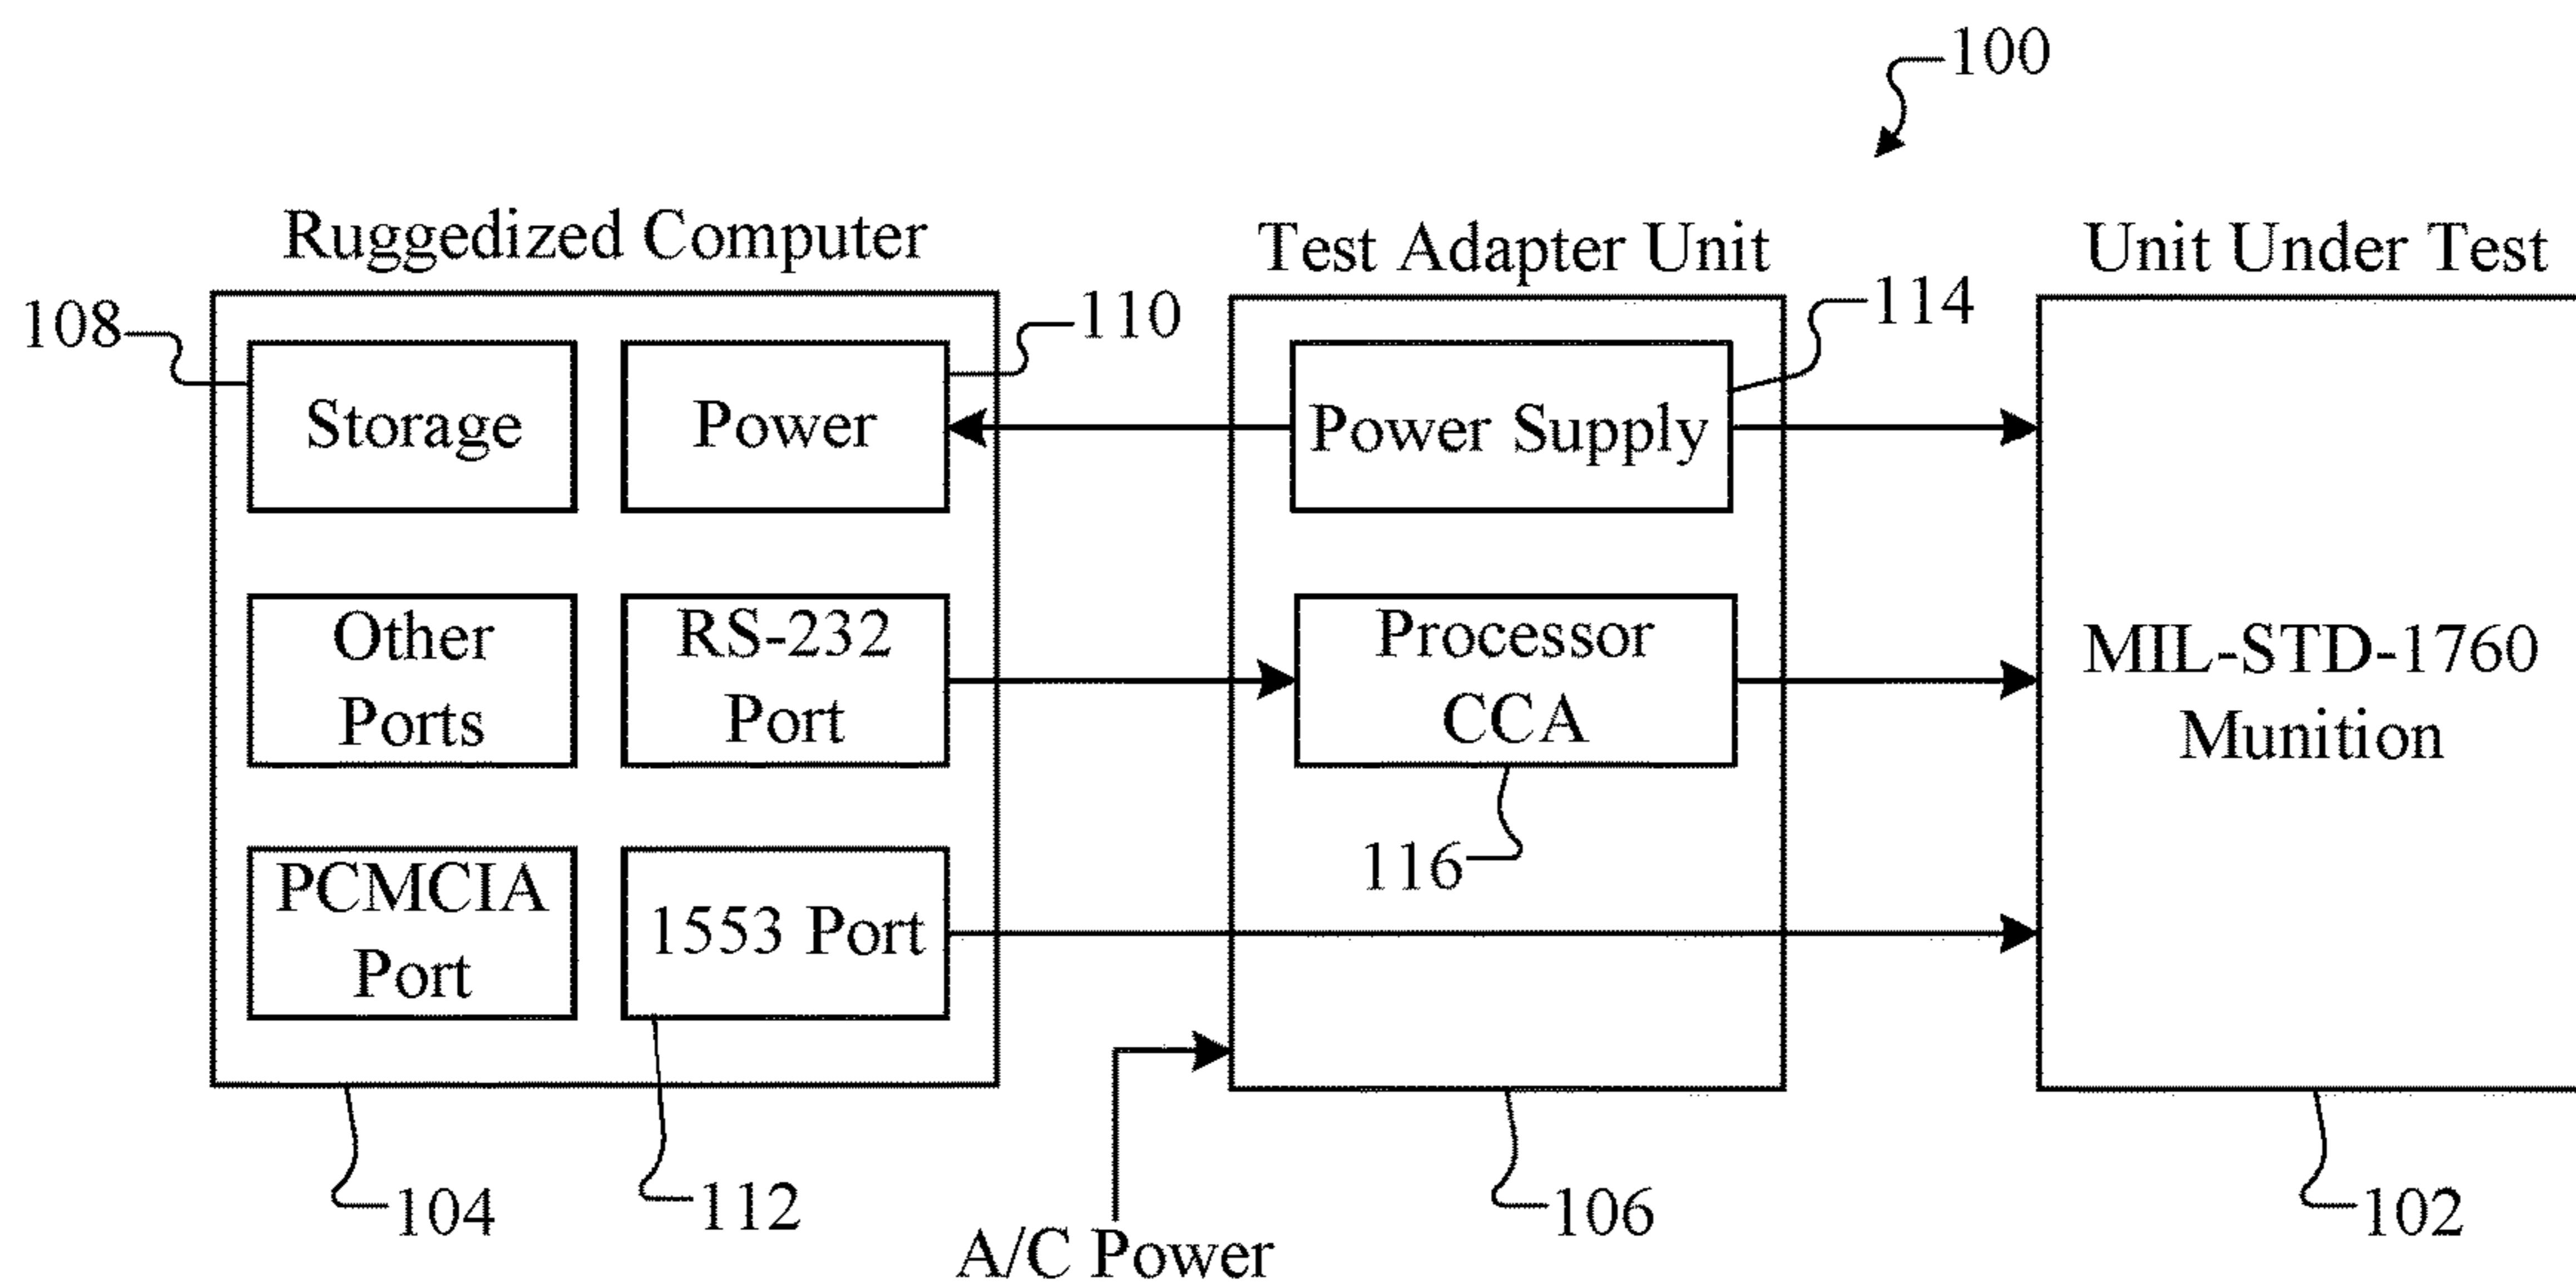 100
Ruggedized Computer
Test Adapter Unit
Unit Under Test
108
110
114
Storage
Power
Power Supply
Other
Ports
RS-232
Port
Processor
CCA
MIL-STD-1760
Munition
116
PCMCIA
Port
1553 Port
104
112
A/C Power
106
102